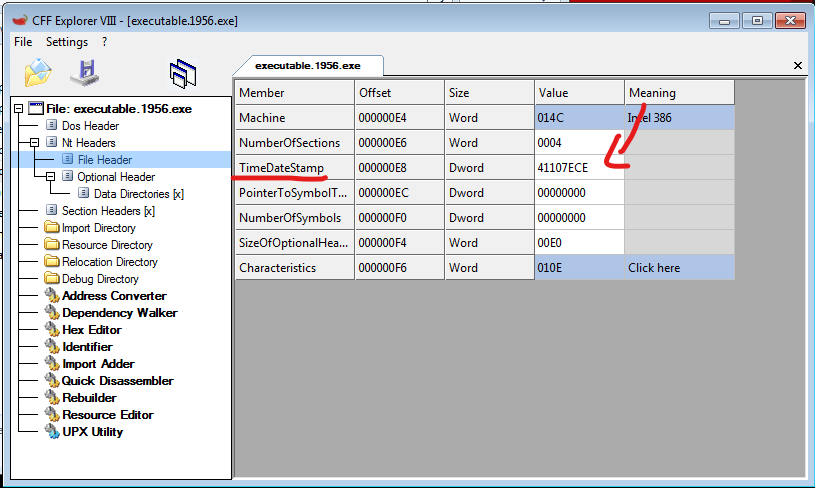 CFF Explorer VIII - [executable.1956.exe]
File Settings ?
executable.1956.exe
File: executable.1956.exe
Dos Header
Nt Headers
File Header
Optional Header
Data Directories [x]
Section Headers [x]
Import Directory
Resource Directory
Relocation Directory
Debug Directory
Address Converter
Dependency Walker
Hex Editor
Identifier
Import Adder
Quick Disassembler
Rebuilder
Resource Editor
UPX Utility
Member Offset Size Value Meaning
Machine 000000E4 Word 014C Intel 386
NumberOfSections 000000E6 Word 0004
TimeDateStamp 000000E8 Dword 41107ECE
PointerToSymbolT... 000000EC Dword 00000000
NumberOfSymbols 000000F0 Dword 00000000
SizeOfOptionalHea... 000000F4 Word 00E0
Characteristics 000000F6 Word 010E Click here